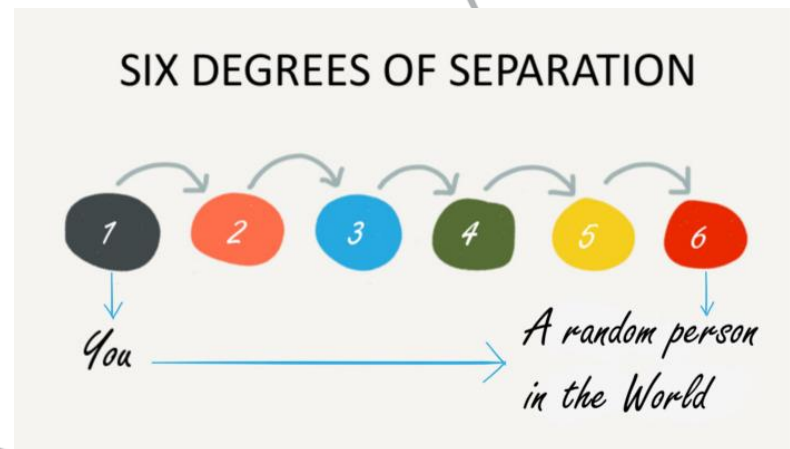 SIX DEGREES OF SEPARATION
1 2 3 4 5 6
You
A random person
in the World